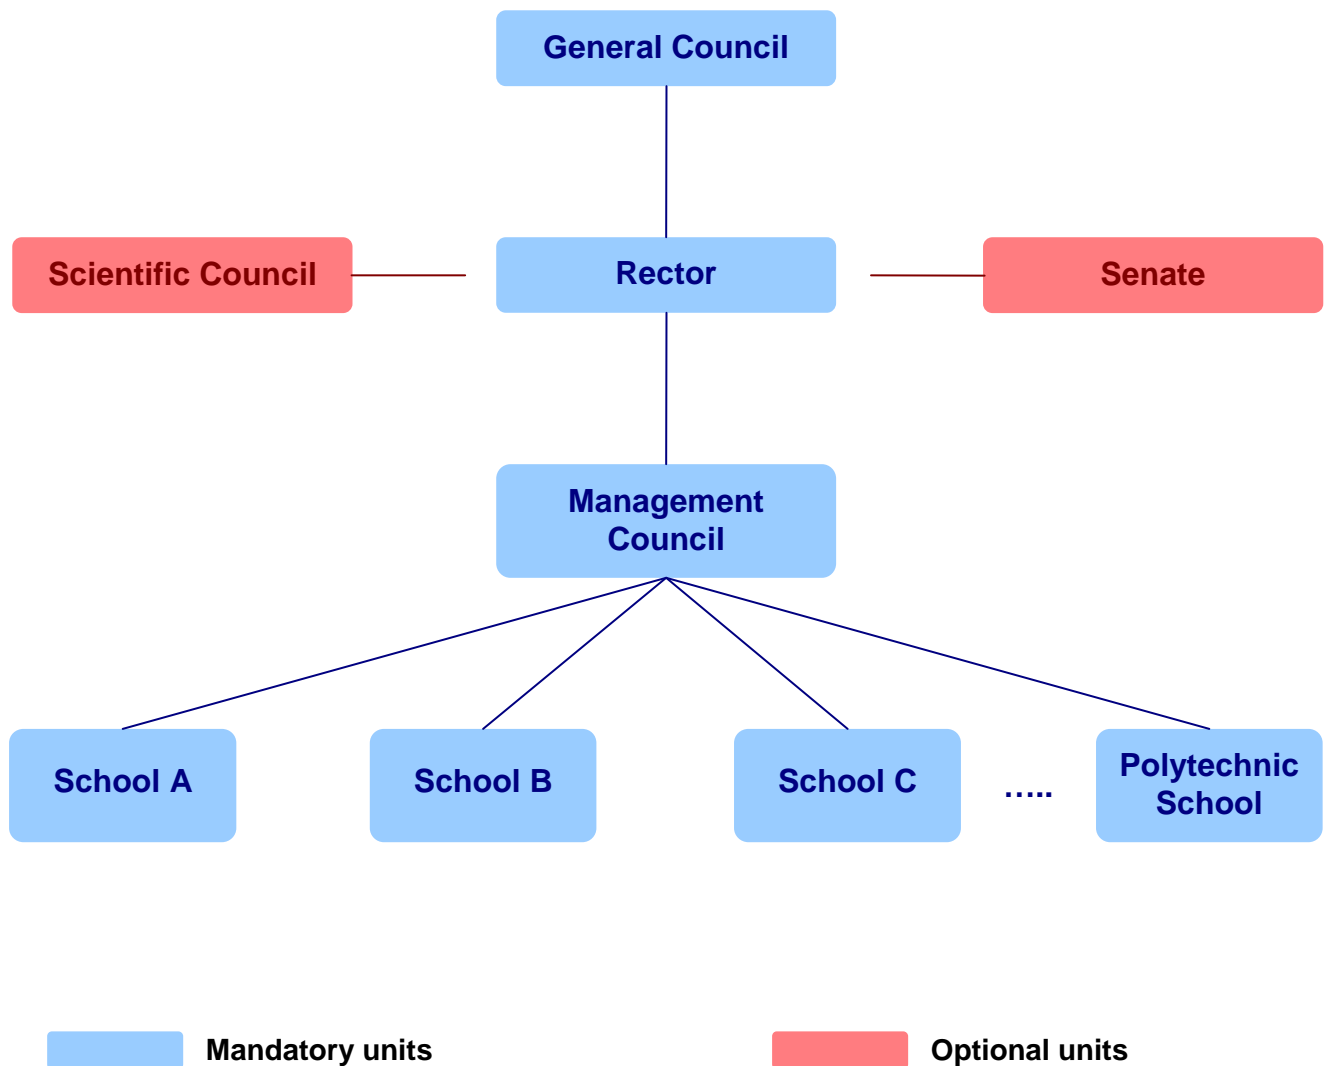 General Council
Scientific Council
Rector
Senate
Management
Council
School A
School B
School C
.....
Polytechnic
School
Mandatory units
Optional units